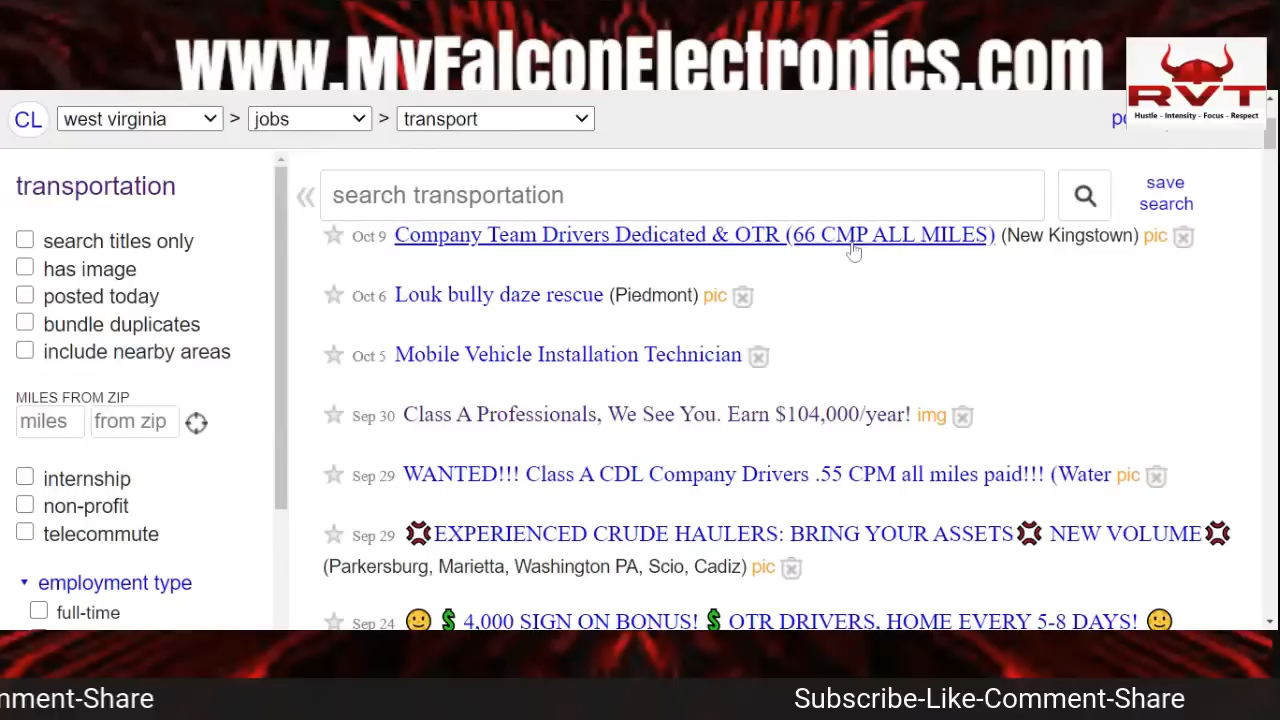 www.MyFalconElectronics.com
RVT
Hustle - Intensity - Focus - Respect
CL west virginia > jobs > transport
transportation
search titles only
has image
posted today
bundle duplicates
include nearby areas
MILES FROM ZIP
miles from zip
internship
non-profit
telecommute
employment type
full-time
« search transportation
save
search
Oct 9 Company Team Drivers Dedicated & OTR (66 CMP ALL MILES) (New Kingstown) pic
Oct 6 Louk bully daze rescue (Piedmont) pic
Oct 5 Mobile Vehicle Installation Technician
Sep 30 Class A Professionals, We See You. Earn $104,000/year! img
Sep 29 WANTED!!! Class A CDL Company Drivers .55 CPM all miles paid!!! (Water pic
Sep 29 💢EXPERIENCED CRUDE HAULERS: BRING YOUR ASSETS💢 NEW VOLUME💢
(Parkersburg, Marietta, Washington PA, Scio, Cadiz) pic
Sep 24 🙂 💲 4,000 SIGN ON BONUS! 💲 OTR DRIVERS, HOME EVERY 5-8 DAYS! 🙂
mment-Share
Subscribe-Like-Comment-Share